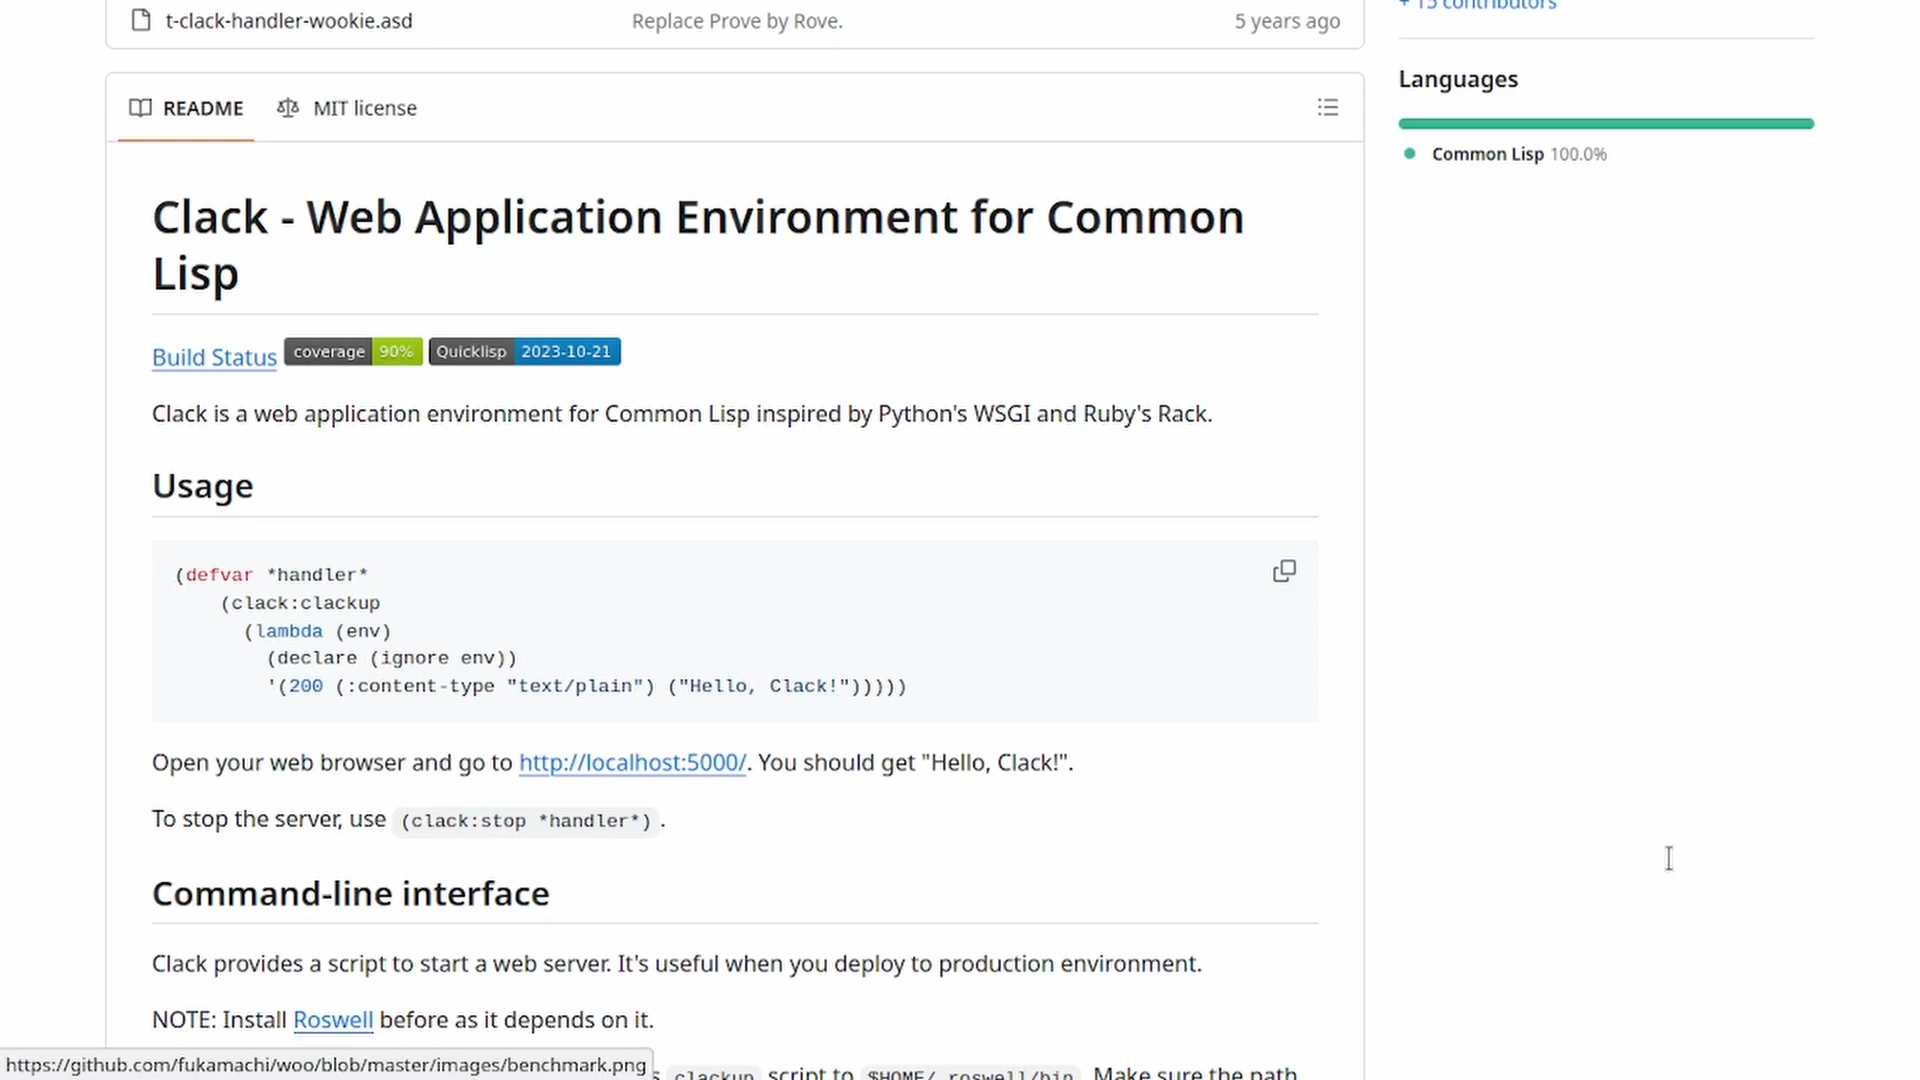 + 15 contributors
t-clack-handler-wookie.asd Replace Prove by Rove. 5 years ago
Languages
README MIT license
Common Lisp 100.0%
Clack - Web Application Environment for Common
Lisp
Build Status coverage 90% Quicklisp 2023-10-21
Clack is a web application environment for Common Lisp inspired by Python's WSGI and Ruby's Rack.
Usage
(defvar *handler*
(clack:clackup
(lambda (env)
(declare (ignore env))
'(200 (:content-type "text/plain") ("Hello, Clack!")))))
Open your web browser and go to http://localhost:5000/. You should get "Hello, Clack!".
To stop the server, use (clack:stop *handler*) .
Command-line interface
Clack provides a script to start a web server. It's useful when you deploy to production environment.
NOTE: Install Roswell before as it depends on it.
https://github.com/fukamachi/woo/blob/master/images/benchmark.png
s clackup script to $HOME/.roswell/bin . Make sure the path